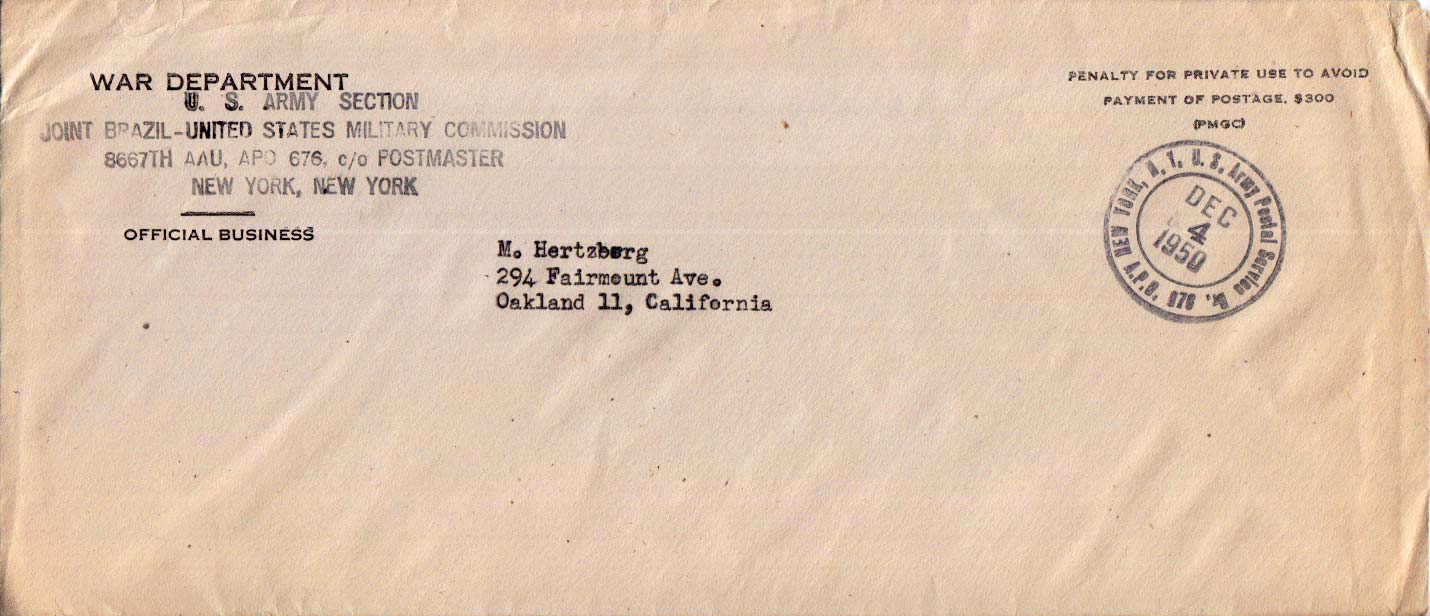 WAR DEPARTMENT
U. S. ARMY SECTION
JOINT BRAZIL-UNITED STATES MILITARY COMMISSION
8667TH AAU, APO 676, c/o POSTMASTER
NEW YORK, NEW YORK
OFFICIAL BUSINESS
PENALTY FOR PRIVATE USE TO AVOID
PAYMENT OF POSTAGE, $300
(PMGC)
NEW YORK, N. Y. U. S. Army Postal Service Br. A.P.O. 676
DEC
4
1950
M. Hertzberg
294 Fairmount Ave.
Oakland 11, California